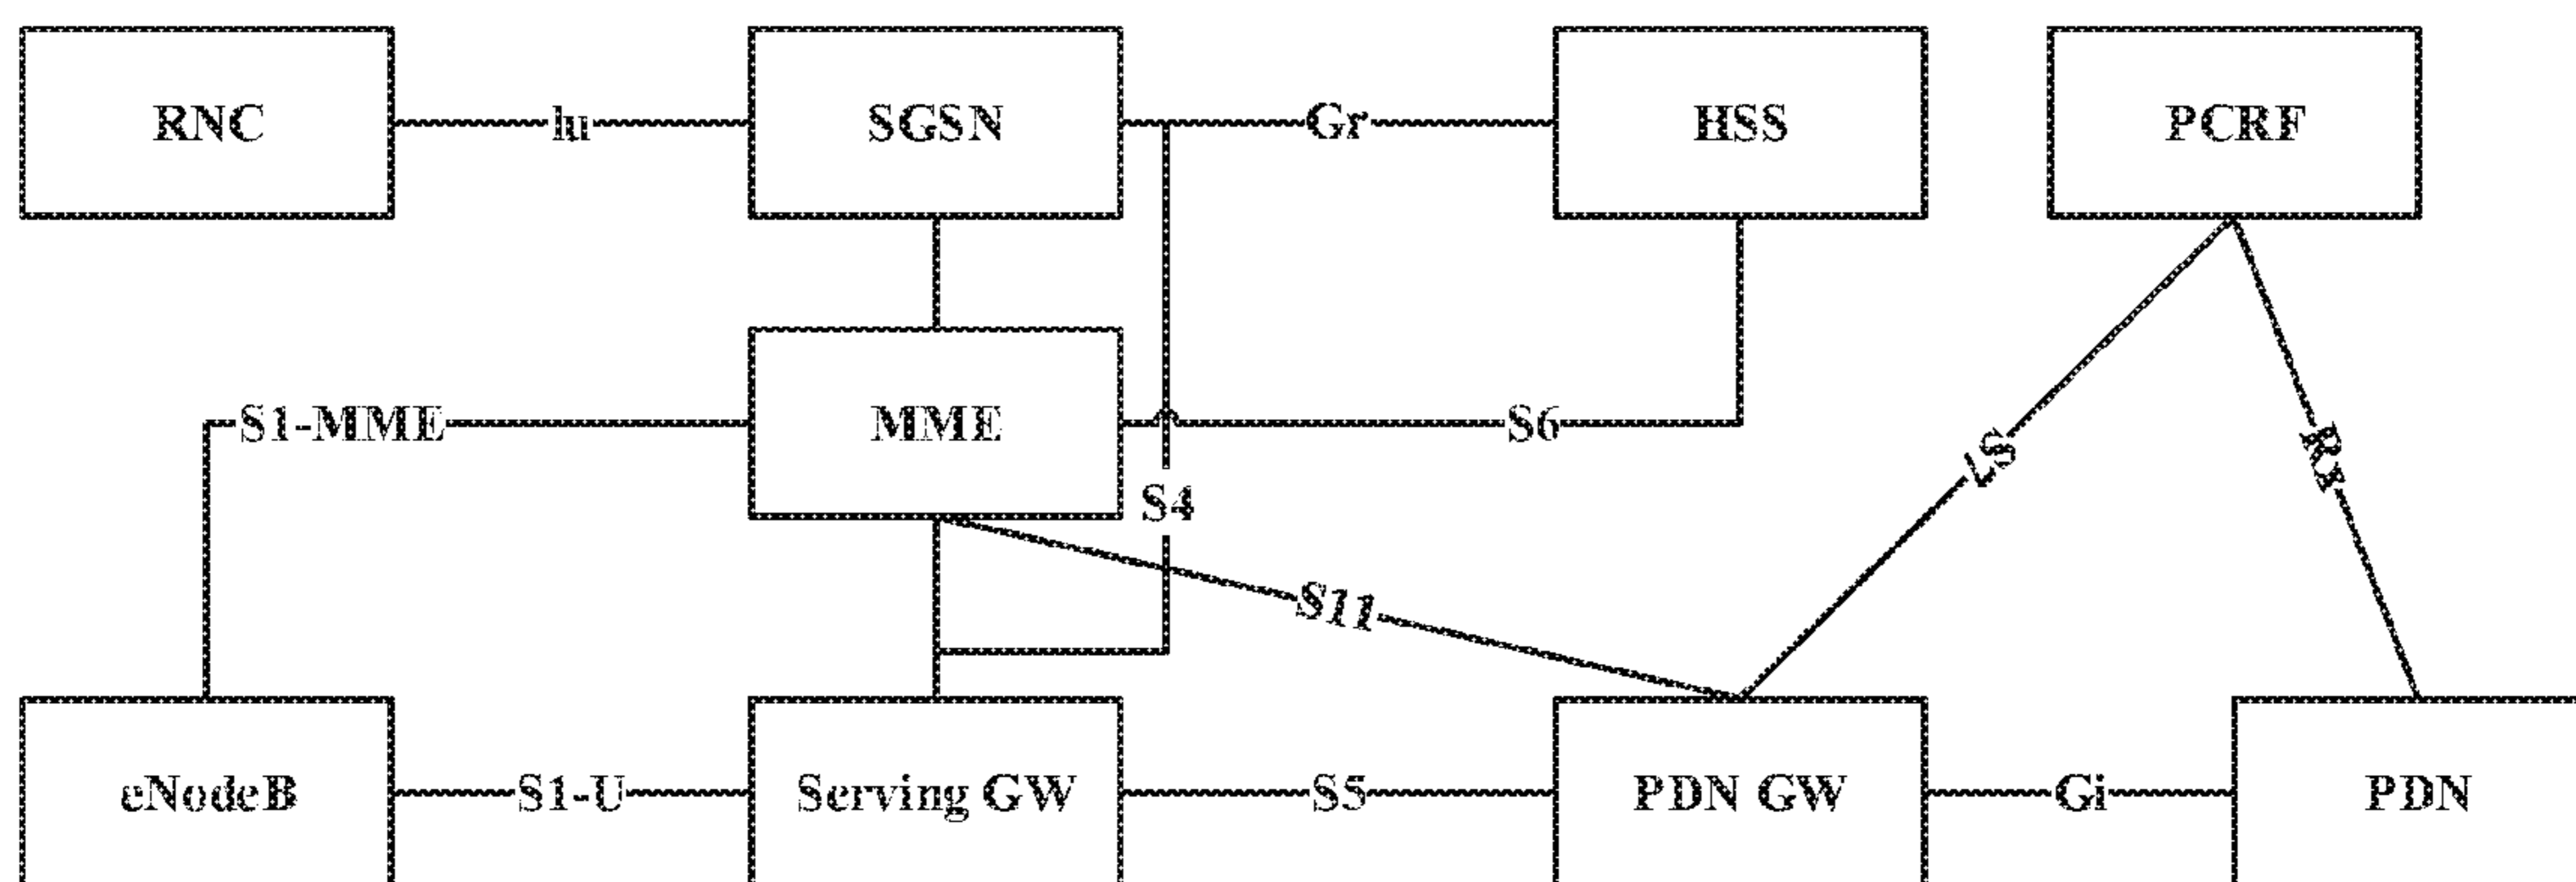 RNC Iu SGSN Gr HSS PCRF
S1-MME MME S6 S7 Rx
S4
S11
eNodeB S1-U Serving GW S5 PDN GW Gi PDN